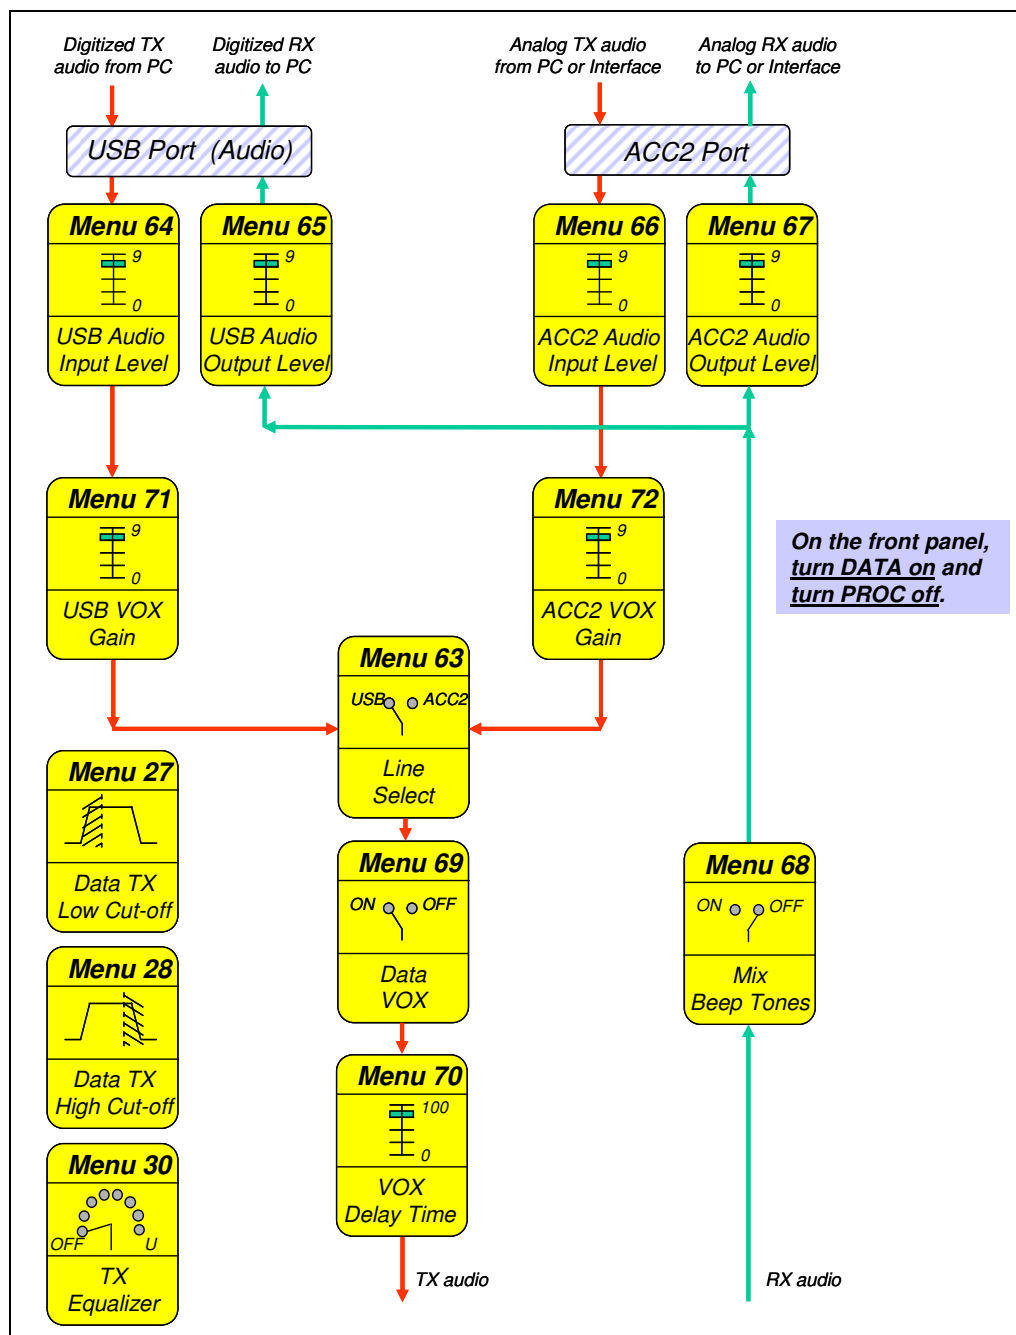 Digitized TX
audio from PC
Digitized RX
audio to PC
Analog TX audio
from PC or Interface
Analog RX audio
to PC or Interface
USB Port (Audio)
ACC2 Port
Menu 64
9
0
USB Audio
Input Level
Menu 65
9
0
USB Audio
Output Level
Menu 66
9
0
ACC2 Audio
Input Level
Menu 67
9
0
ACC2 Audio
Output Level
Menu 71
9
0
USB VOX
Gain
Menu 72
9
0
ACC2 VOX
Gain
On the front panel,
turn DATA on and
turn PROC off.
Menu 63
USB ACC2
Line
Select
Menu 27
Data TX
Low Cut-off
Menu 69
ON OFF
Data
VOX
Menu 68
ON OFF
Mix
Beep Tones
Menu 28
Data TX
High Cut-off
Menu 70
100
0
VOX
Delay Time
Menu 30
OFF U
TX
Equalizer
TX audio
RX audio